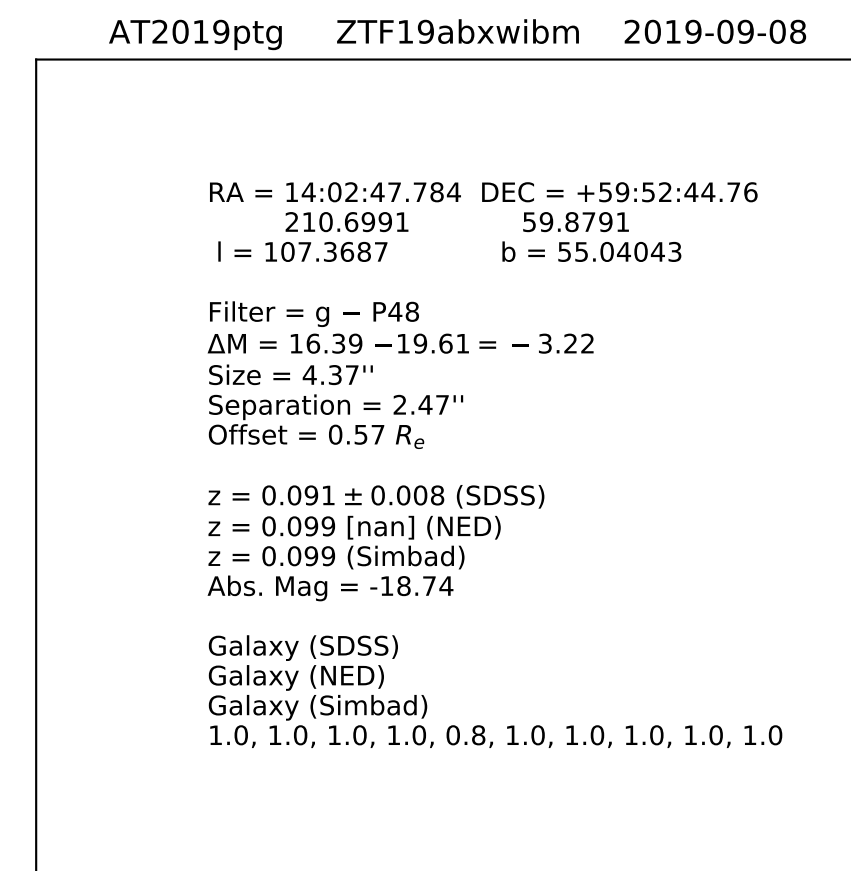 AT2019ptg ZTF19abxwibm 2019-09-08
RA = 14:02:47.784 DEC = +59:52:44.76
210.6991 59.8791
l = 107.3687 b = 55.04043
Filter = g − P48
ΔM = 16.39 −19.61 = − 3.22
Size = 4.37''
Separation = 2.47''
Offset = 0.57 Re
z = 0.091 ± 0.008 (SDSS)
z = 0.099 [nan] (NED)
z = 0.099 (Simbad)
Abs. Mag = -18.74
Galaxy (SDSS)
Galaxy (NED)
Galaxy (Simbad)
1.0, 1.0, 1.0, 1.0, 0.8, 1.0, 1.0, 1.0, 1.0, 1.0